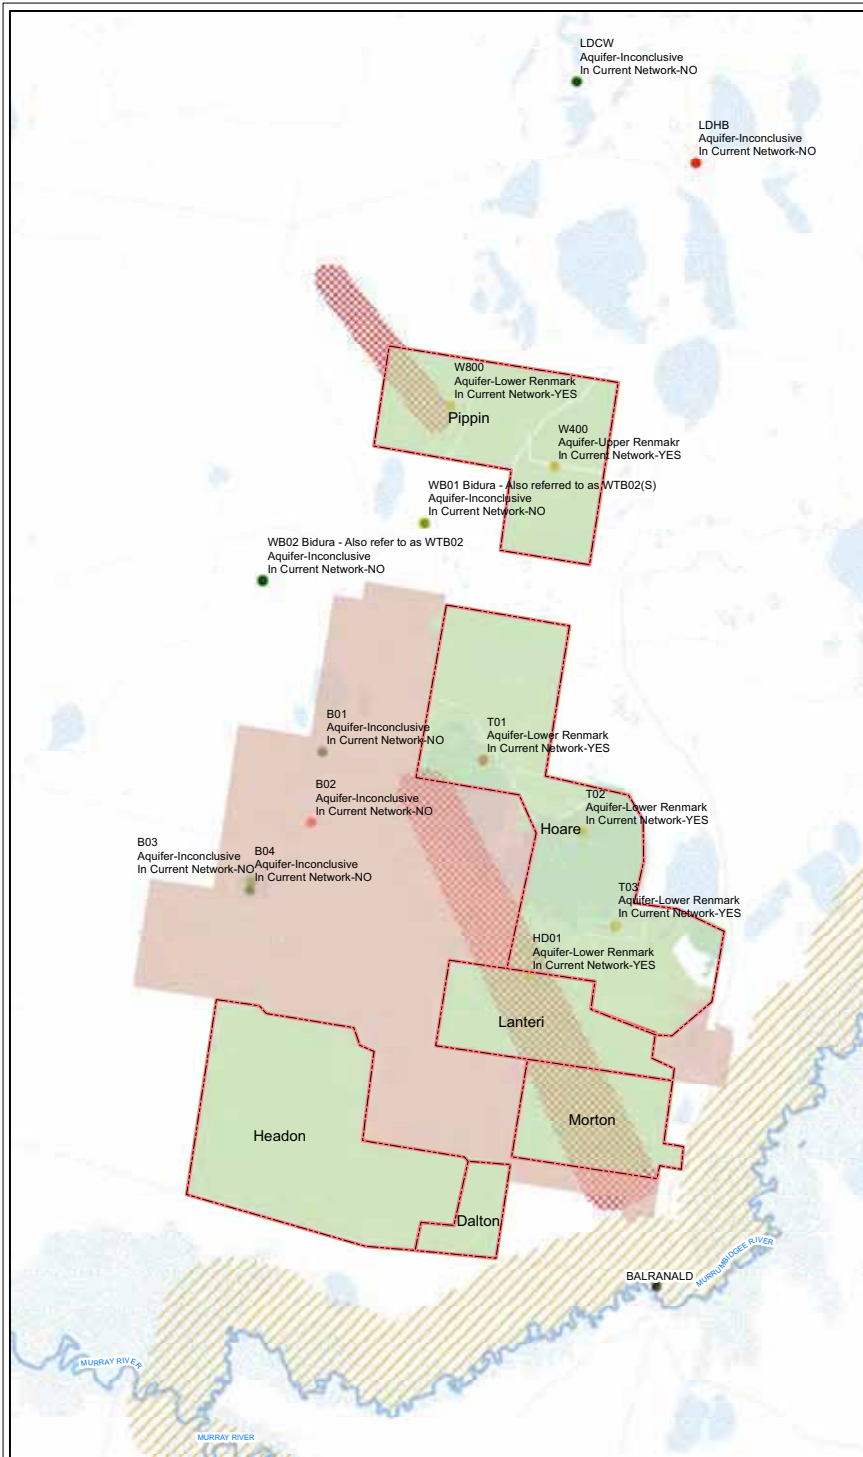 LDCW
Aquifer-Inconclusive
In Current Network-NO
LDHB
Aquifer-Inconclusive
In Current Network-NO
W800
Aquifer-Lower Renmark
In Current Network-YES
Pippin
W400
Aquifer-Upper Renmakr
In Current Network-YES
WB01 Bidura - Also referred to as WTB02(S)
Aquifer-Inconclusive
In Current Network-NO
WB02 Bidura - Also refer to as WTB02
Aquifer-Inconclusive
In Current Network-NO
B01
Aquifer-Inconclusive
In Current Network-NO
T01
Aquifer-Lower Renmark
In Current Network-YES
B02
Aquifer-Inconclusive
In Current Network-NO
T02
Aquifer-Lower Renmark
In Current Network-YES
Hoare
B03
Aquifer-Inconclusive
In Current Network-NO
B04
Aquifer-Inconclusive
In Current Network-NO
T03
Aquifer-Lower Renmark
In Current Network-YES
HD01
Aquifer-Lower Renmark
In Current Network-YES
Lanteri
Morton
Headon
Dalton
BALRANALD
MURRUMBIDGEE RIVER
MURRAY RIVER
MURRAY RIVER